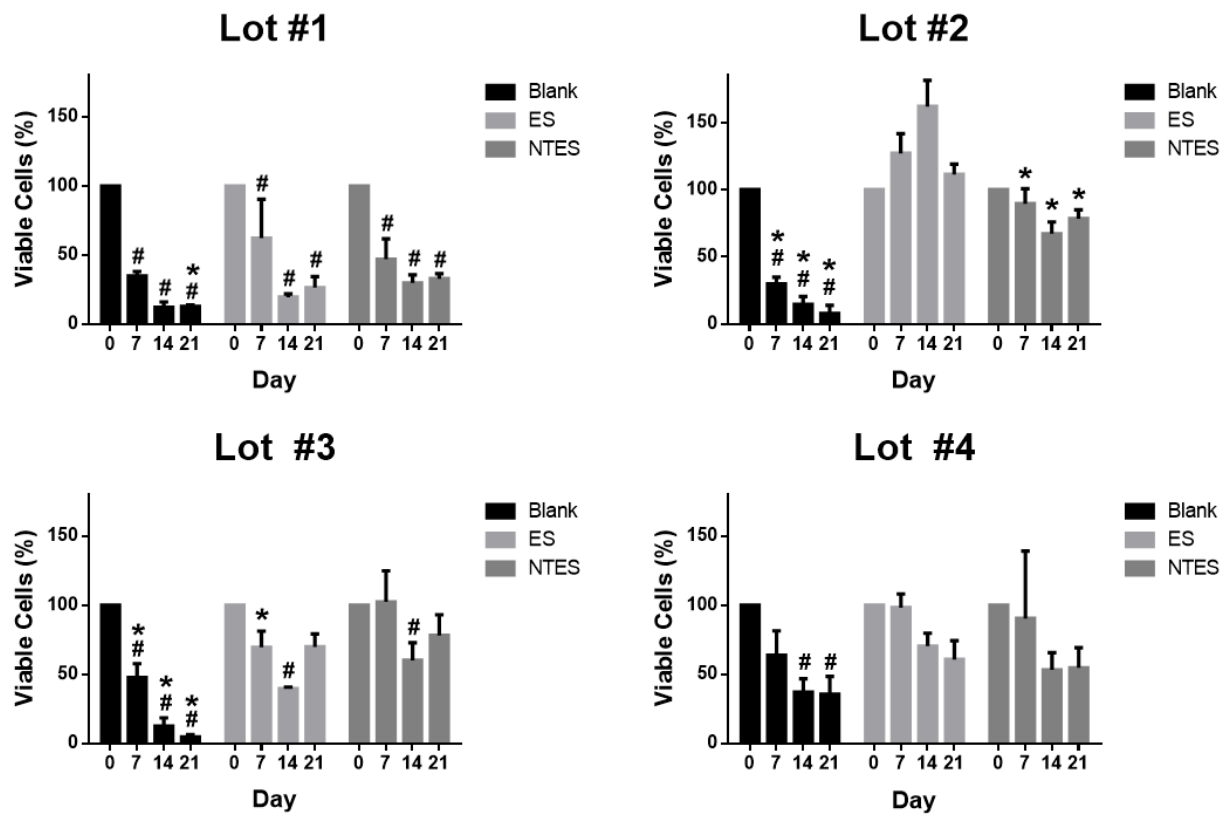 Lot #1
Viable Cells (%)
150
100
50
0
# # * #
#
# # #
# # #
0 7 14 21 0 7 14 21 0 7 14 21
Day
Blank
ES
NTES
Lot #2
Viable Cells (%)
150
100
50
0
* * *
# # #
* * *
0 7 14 21 0 7 14 21 0 7 14 21
Day
Blank
ES
NTES
Lot #3
Viable Cells (%)
150
100
50
0
* * *
# # #
* #
#
0 7 14 21 0 7 14 21 0 7 14 21
Day
Blank
ES
NTES
Lot #4
Viable Cells (%)
150
100
50
0
# #
0 7 14 21 0 7 14 21 0 7 14 21
Day
Blank
ES
NTES